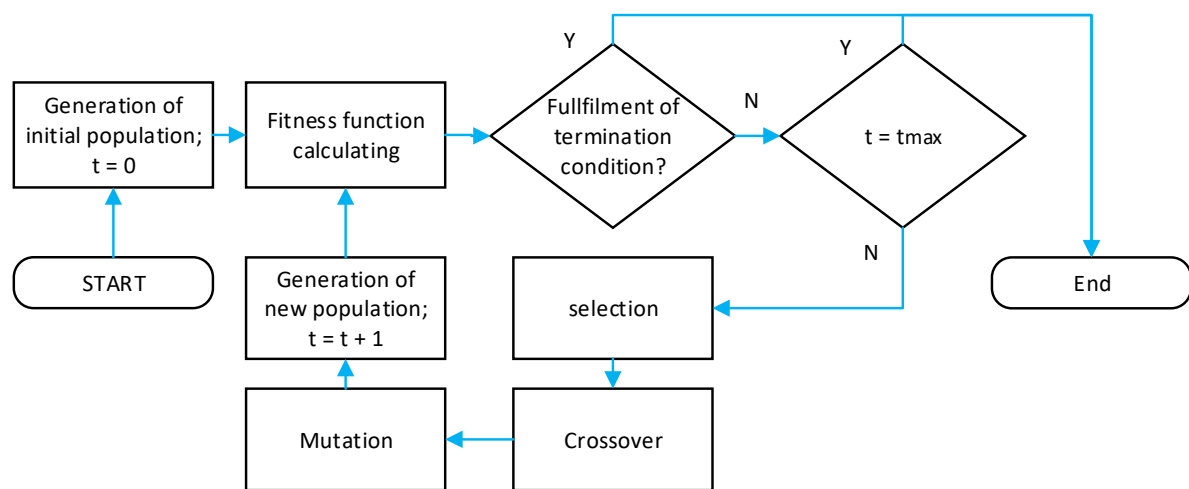 Y
Y
Generation of
initial population;
t = 0
Fitness function
calculating
Fullfilment of
termination
condition?
N
t = tmax
N
START
Generation of
new population;
t = t + 1
selection
End
Mutation
Crossover